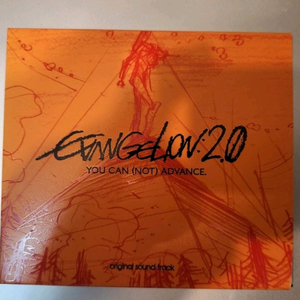 EVANGELION:2.0
YOU CAN (NOT) ADVANCE.
original sound track